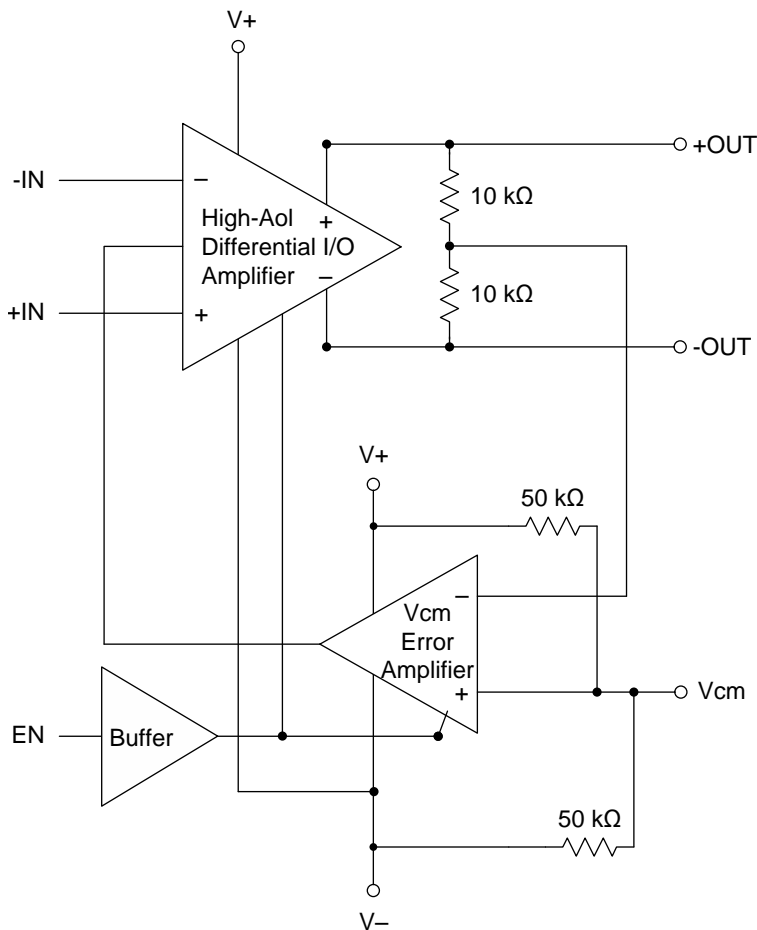 V+
-IN
−
High-Aol
Differential I/O
Amplifier
+
−
+IN
+
+OUT
10 kΩ
10 kΩ
-OUT
V+
50 kΩ
−
Vcm
Error
Amplifier
+
Vcm
EN
Buffer
50 kΩ
V–